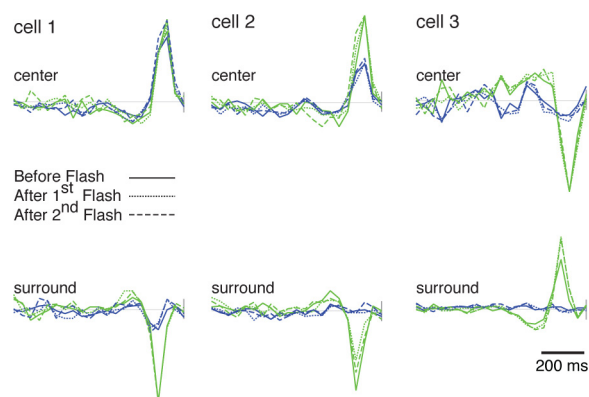 cell 1
cell 2
cell 3
center
center
center
Before Flash
After 1st Flash
After 2nd Flash
surround
surround
surround
200 ms